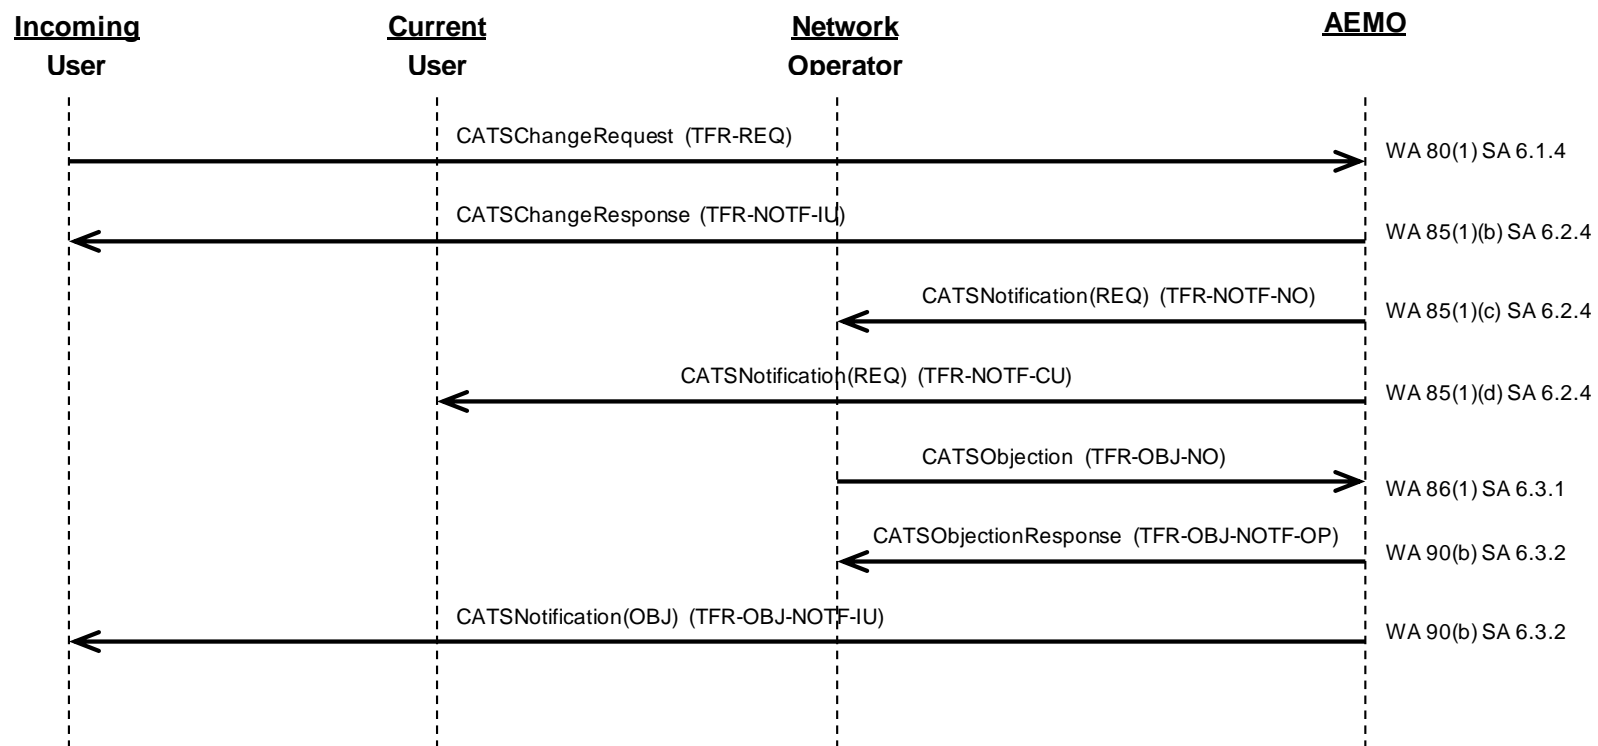 Incoming User
Current User
Network Operator
AEMO
CATSChangeRequest (TFR-REQ)
WA 80(1) SA 6.1.4
CATSChangeResponse (TFR-NOTF-IU)
WA 85(1)(b) SA 6.2.4
CATSNotification(REQ) (TFR-NOTF-NO)
WA 85(1)(c) SA 6.2.4
CATSNotification(REQ) (TFR-NOTF-CU)
WA 85(1)(d) SA 6.2.4
CATSObjection (TFR-OBJ-NO)
WA 86(1) SA 6.3.1
CATSObjectionResponse (TFR-OBJ-NOTF-OP)
WA 90(b) SA 6.3.2
CATSNotification(OBJ) (TFR-OBJ-NOTF-IU)
WA 90(b) SA 6.3.2